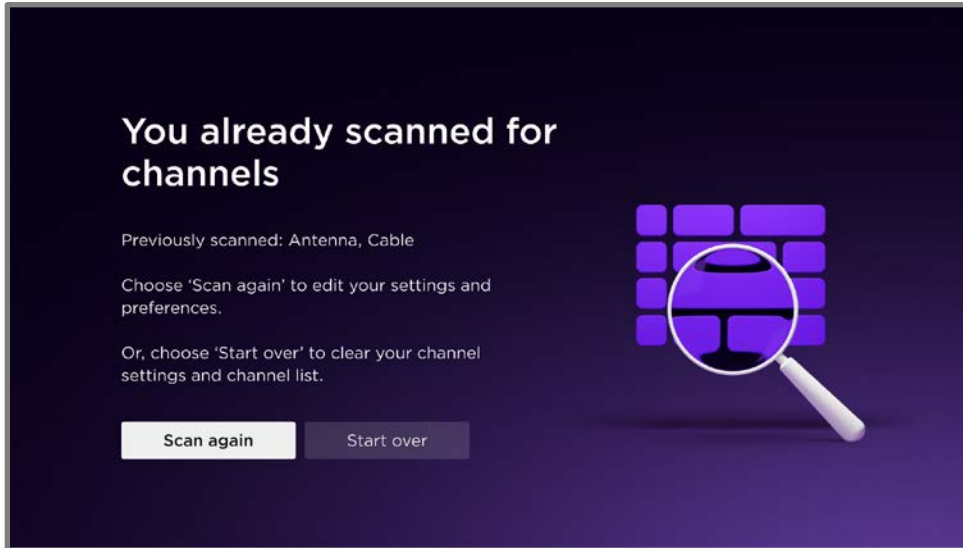 You already scanned for
channels
Previously scanned: Antenna, Cable
Choose ‘Scan again’ to edit your settings and
preferences.
Or, choose ‘Start over’ to clear your channel
settings and channel list.
Scan again
Start over